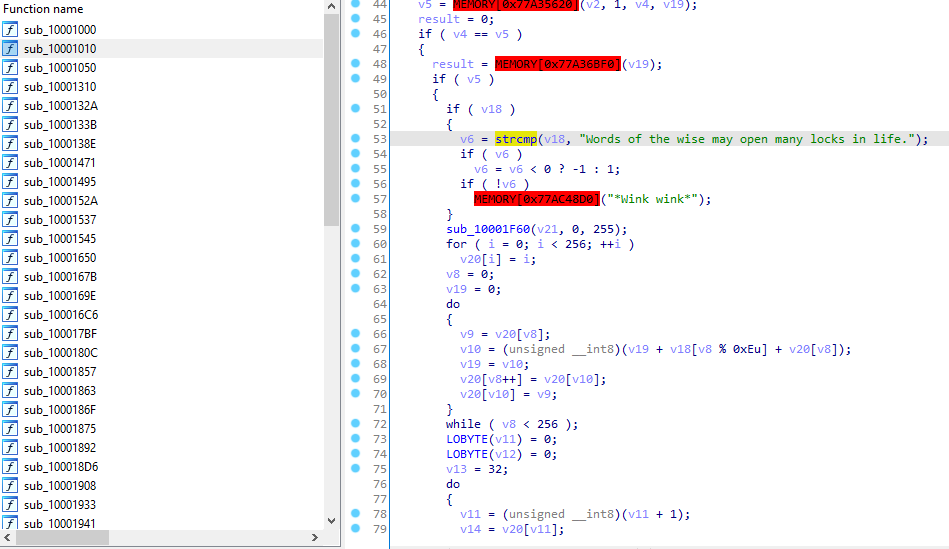 Function name
f sub_10001000
f sub_10001010
f sub_10001050
f sub_10001310
f sub_1000132A
f sub_1000133B
f sub_1000138E
f sub_10001471
f sub_10001495
f sub_1000152A
f sub_10001537
f sub_10001545
f sub_10001650
f sub_1000167B
f sub_1000169E
f sub_100016C6
f sub_100017BF
f sub_1000180C
f sub_10001857
f sub_10001863
f sub_1000186F
f sub_10001875
f sub_10001892
f sub_100018D6
f sub_10001908
f sub_10001933
f sub_10001941
44 v5 = MEMORY[0x77A35620](v2, 1, v4, v19);
45 result = 0;
46 if ( v4 == v5 )
47 {
48 result = MEMORY[0x77A36BF0](v19);
49 if ( v5 )
50 {
51 if ( v18 )
52 {
53 v6 = strcmp(v18, "Words of the wise may open many locks in life.");
54 if ( v6 )
55 v6 = v6 < 0 ? -1 : 1;
56 if ( !v6 )
57 MEMORY[0x77AC48D0]("*Wink wink*");
58 }
59 sub_10001F60(v21, 0, 255);
60 for ( i = 0; i < 256; ++i )
61 v20[i] = i;
62 v8 = 0;
63 v19 = 0;
64 do
65 {
66 v9 = v20[v8];
67 v10 = (unsigned __int8)(v19 + v18[v8 % 0xEu] + v20[v8]);
68 v19 = v10;
69 v20[v8++] = v20[v10];
70 v20[v10] = v9;
71 }
72 while ( v8 < 256 );
73 LOBYTE(v11) = 0;
74 LOBYTE(v12) = 0;
75 v13 = 32;
76 do
77 {
78 v11 = (unsigned __int8)(v11 + 1);
79 v14 = v20[v11];